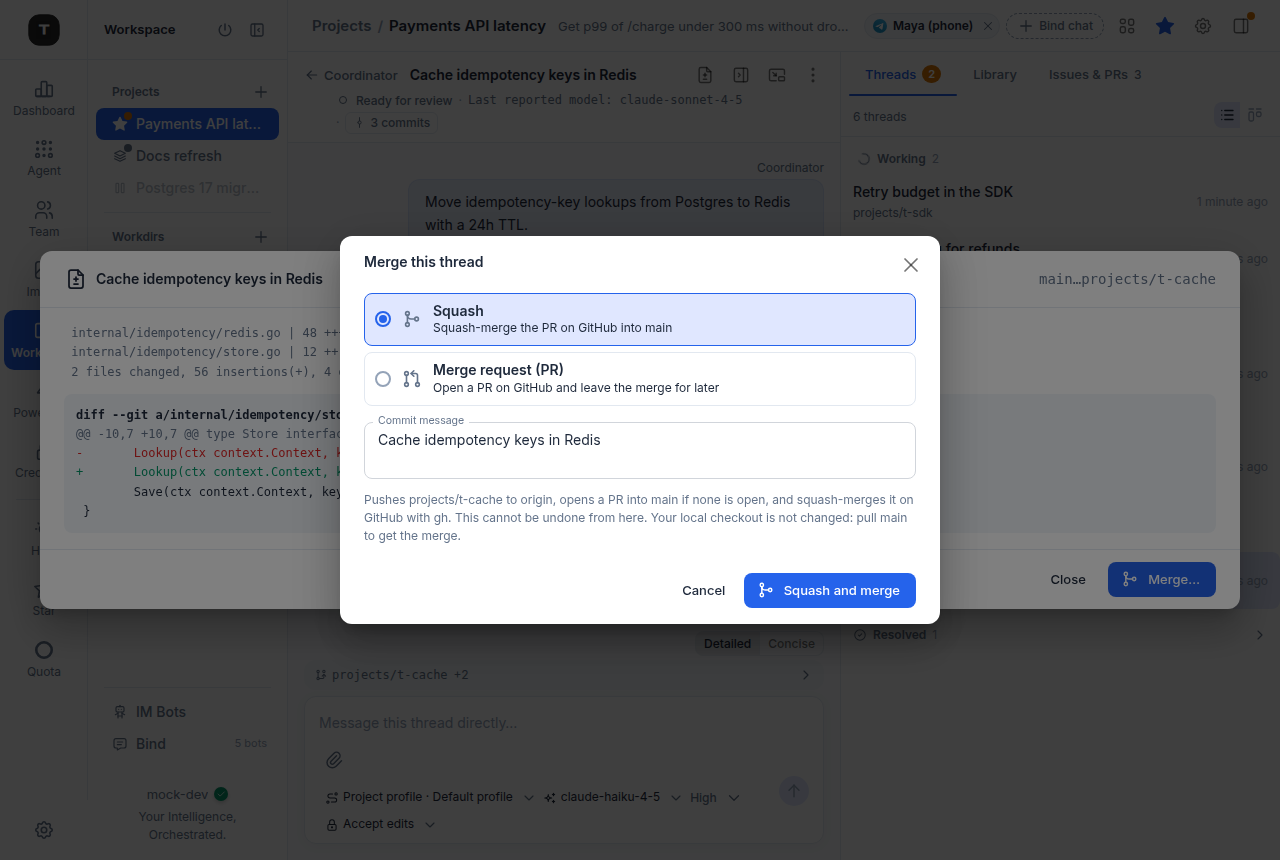 Workspace
Projects / Payments API latency
Get p99 of /charge under 300 ms without dro...
Maya (phone)
Bind chat
Dashboard
Agent
Team
Quota
Projects
Payments API lat...
Docs refresh
Postgres 17 migr...
Workdirs
IM Bots
Bind
5 bots
mock-dev
Your Intelligence,
Orchestrated.
Coordinator
Cache idempotency keys in Redis
Ready for review · Last reported model: claude-sonnet-4-5
· 3 commits
Coordinator
Move idempotency-key lookups from Postgres to Redis
with a 24h TTL.
Threads 2
Library
Issues & PRs 3
6 threads
Working 2
Retry budget in the SDK
1 minute ago
projects/t-sdk
for refunds
ago
ago
ago
ago
Resolved 1
Cache idempotency keys in Redis
main…projects/t-cache
internal/idempotency/redis.go | 48 ++
internal/idempotency/store.go | 12 ++
2 files changed, 56 insertions(+), 4
diff --git a/internal/idempotency/sto
@@ -10,7 +10,7 @@ type Store interfac
- Lookup(ctx context.Context, k
+ Lookup(ctx context.Context, k
Save(ctx context.Context, key
}
Close
Merge...
Merge this thread
Squash
Squash-merge the PR on GitHub into main
Merge request (PR)
Open a PR on GitHub and leave the merge for later
Commit message
Cache idempotency keys in Redis
Pushes projects/t-cache to origin, opens a PR into main if none is open, and squash-merges it on
GitHub with gh. This cannot be undone from here. Your local checkout is not changed: pull main
to get the merge.
Cancel
Squash and merge
Detailed
Concise
projects/t-cache +2
Message this thread directly...
Project profile · Default profile
claude-haiku-4-5
High
Accept edits